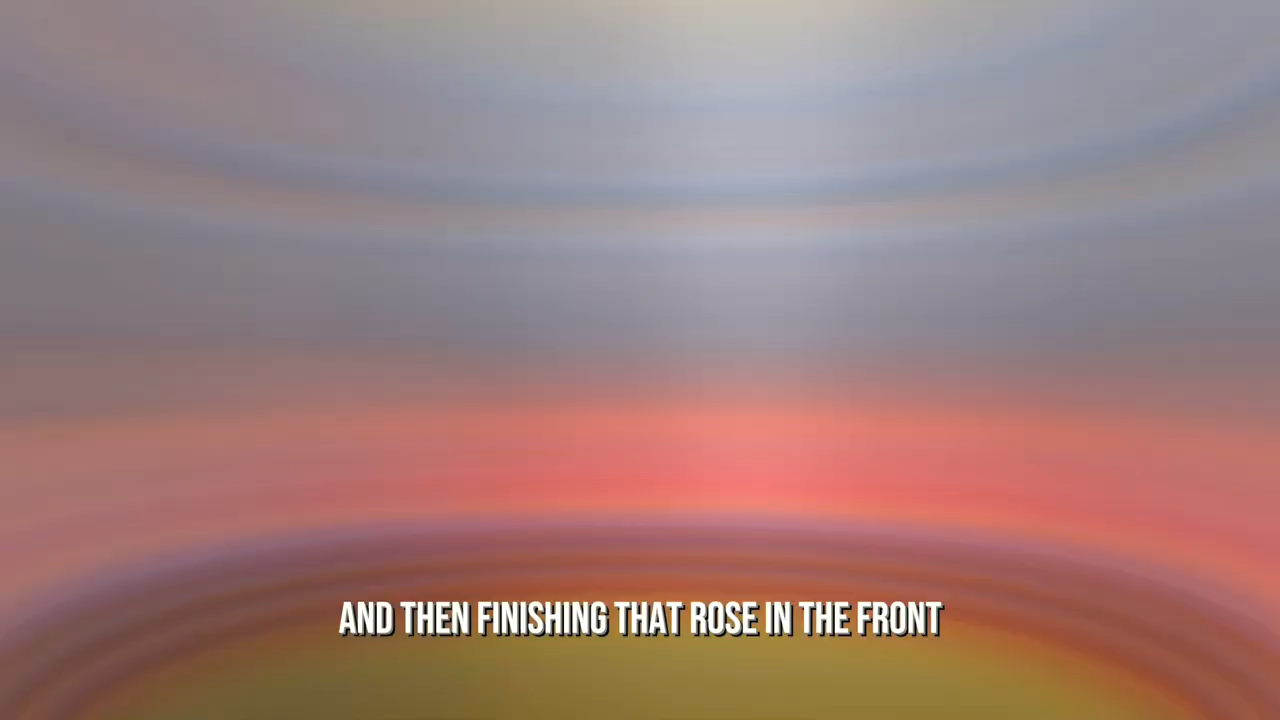 AND THEN FINISHING THAT ROSE IN THE FRONT